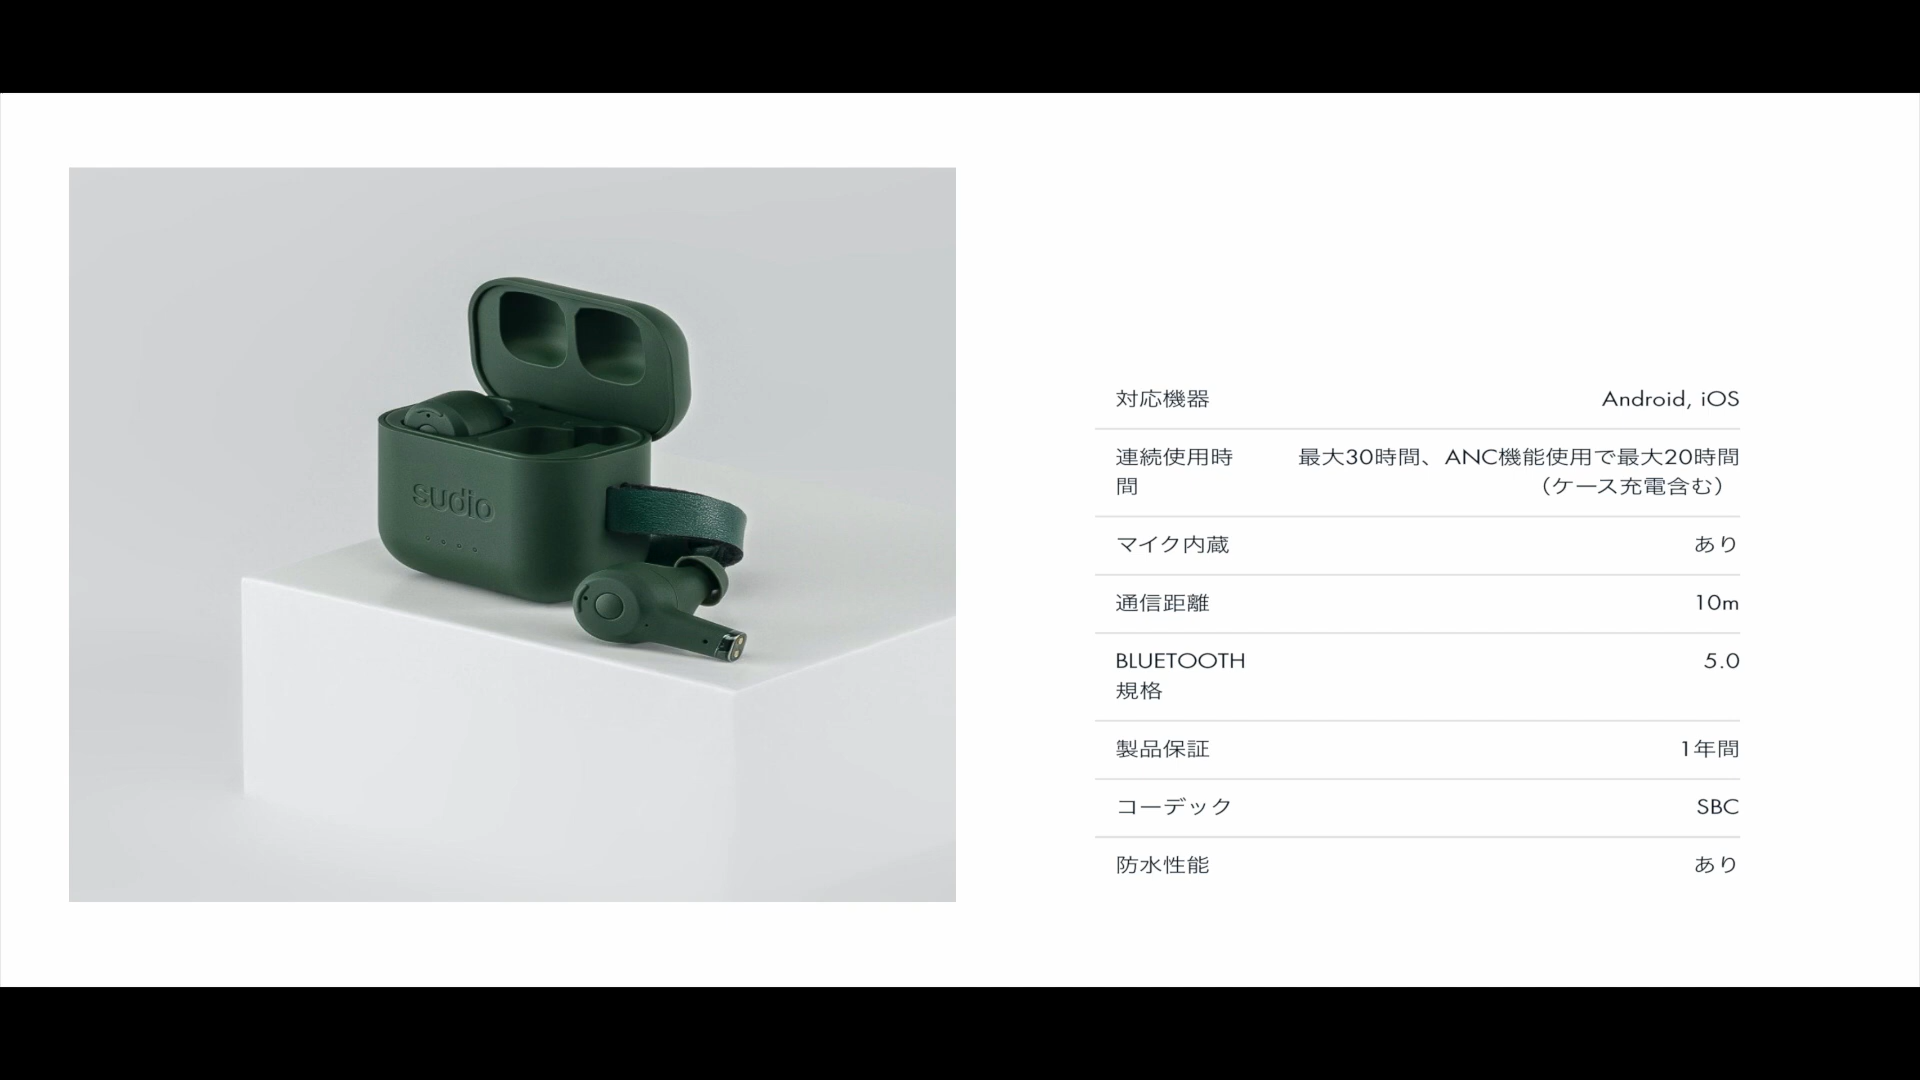 sudio
対応機器 Android, iOS
連続使用時 最大30時間、ANC機能使用で最大20時間
間 （ケース充電含む）
マイク内蔵 あり
通信距離 10m
BLUETOOTH 5.0
規格
製品保証 1年間
コーデック SBC
防水性能 あり